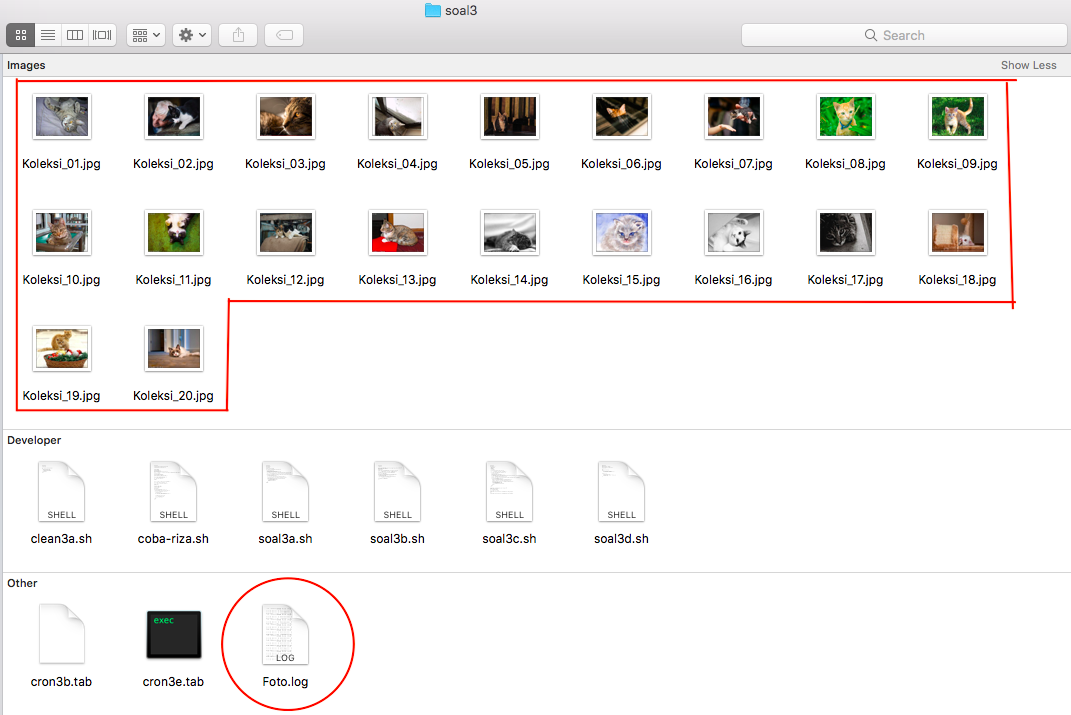 soal3
Search
Images
Show Less
Koleksi_01.jpg Koleksi_02.jpg Koleksi_03.jpg Koleksi_04.jpg Koleksi_05.jpg Koleksi_06.jpg Koleksi_07.jpg Koleksi_08.jpg Koleksi_09.jpg
Koleksi_10.jpg Koleksi_11.jpg Koleksi_12.jpg Koleksi_13.jpg Koleksi_14.jpg Koleksi_15.jpg Koleksi_16.jpg Koleksi_17.jpg Koleksi_18.jpg
Koleksi_19.jpg Koleksi_20.jpg
Developer
SHELL SHELL SHELL SHELL SHELL SHELL
clean3a.sh coba-riza.sh soal3a.sh soal3b.sh soal3c.sh soal3d.sh
Other
exec
LOG
cron3b.tab cron3e.tab Foto.log